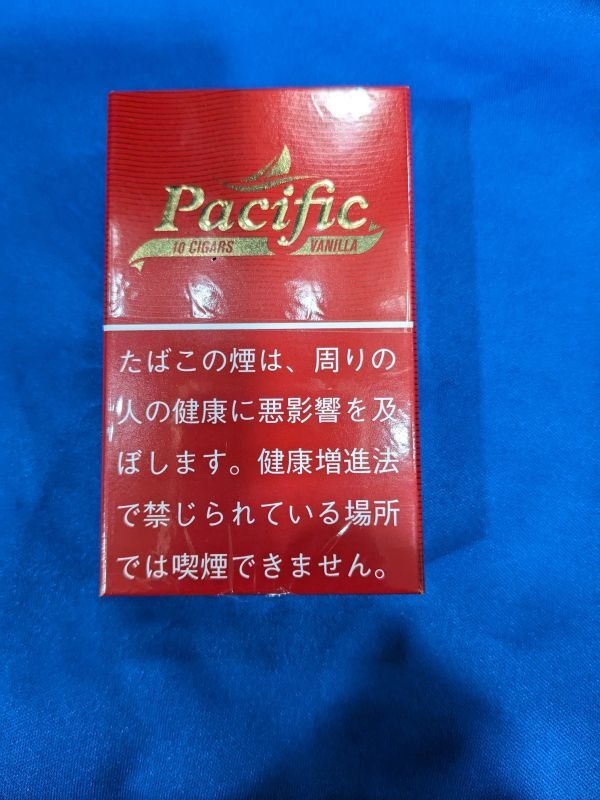 Pacific
10 CIGARS VANILLA
たばこの煙は、周りの
人の健康に悪影響を及
ぼします。健康増進法
で禁じられている場所
では喫煙できません。